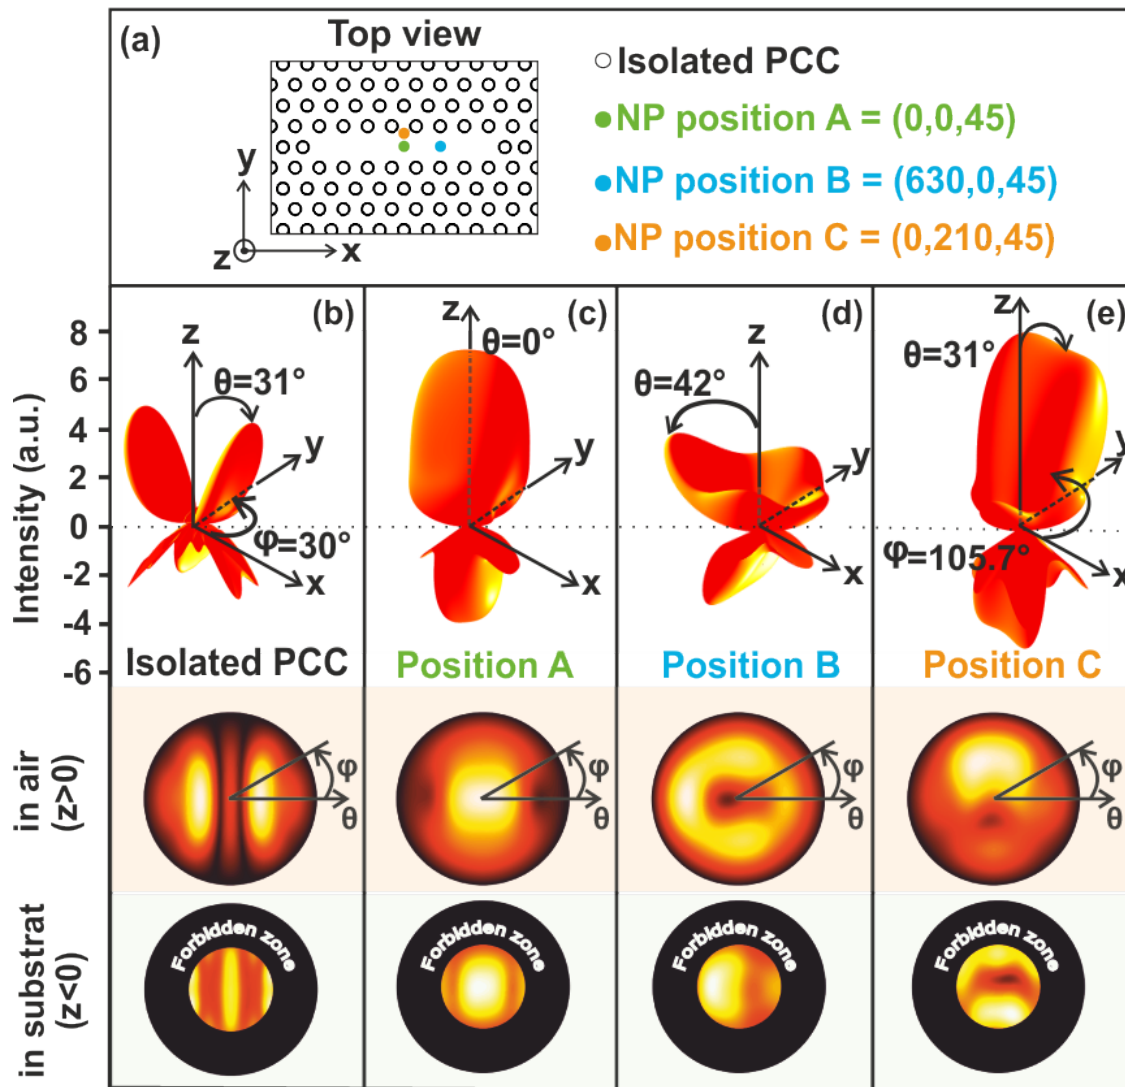 (a)
Top view
y
z
x
Isolated PCC
NP position A = (0,0,45)
NP position B = (630,0,45)
NP position C = (0,210,45)
Intensity (a.u.)
8
6
4
2
0
-2
-4
-6
(b)
z
θ=31°
y
φ=30°
x
Isolated PCC
(c)
z
θ=0°
y
x
Position A
(d)
z
θ=42°
y
x
Position B
(e)
z
θ=31°
y
φ=105.7°
x
Position C
in air
(z>0)
φ
θ
φ
θ
φ
θ
φ
θ
in substrat
(z<0)
Forbidden zone
Forbidden zone
Forbidden zone
Forbidden zone